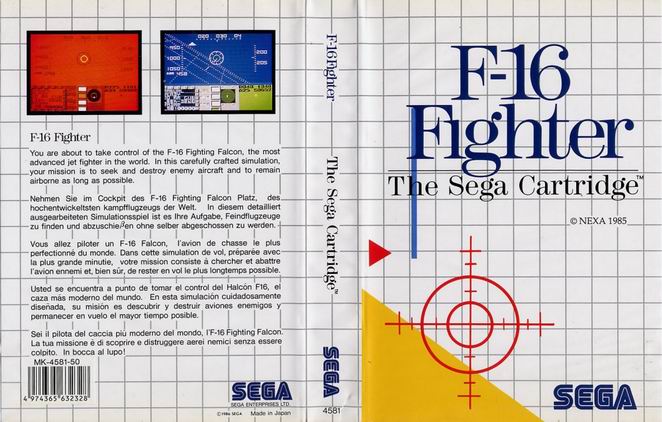 F-16 Fighter
You are about to take control of the F-16 Fighting Falcon, the most
advanced jet fighter in the world. In this carefully crafted simulation,
your mission is to seek and destroy enemy aircraft and to remain
airborne as long as possible.
Nehmen Sie im Cockpit des F-16 Fighting Falcon Platz, des
hochentwickeltsten kampfflugzeugs der Welt. In diesem detailliert
ausgearbeiteten Simulationsspiel ist es Ihre Aufgabe, Feindflugzeuge
zu finden und abzuschießen ohne selber abgeschossen zu werden.
Vous allez piloter un F-16 Falcon, l'avion de chasse le plus
perfectionné du monde. Dans cette simulation de vol, préparée avec
la plus grande minutie, votre mission consiste à chercher et abattre
l'avion ennemi et, bien sûr, de rester en vol le plus longtemps possible.
Usted se encuentra a punto de tomar el control del Halcón F16, el
caza más moderno del mundo. En esta simulación cuidadosamente
diseñada, su misión es descubrir y destruir aviones enemigos y
permanecer en vuelo el mayor tiempo posible.
Sei il pilota del caccia più moderno del mondo, l'F-16 Fighting Falcon.
La tua missione è di scoprire e distruggere aerei nemici senza essere
colpito. In bocca al lupo!
MK-4581-50
4 974365 632328
SEGA
SEGA ENTERPRISES LTD.
© 1986 SEGA Made in Japan
F-16 Fighter
The Sega Cartridge™
SEGA
4581
F-16
Fighter
The Sega Cartridge™
© NEXA 1985
SEGA